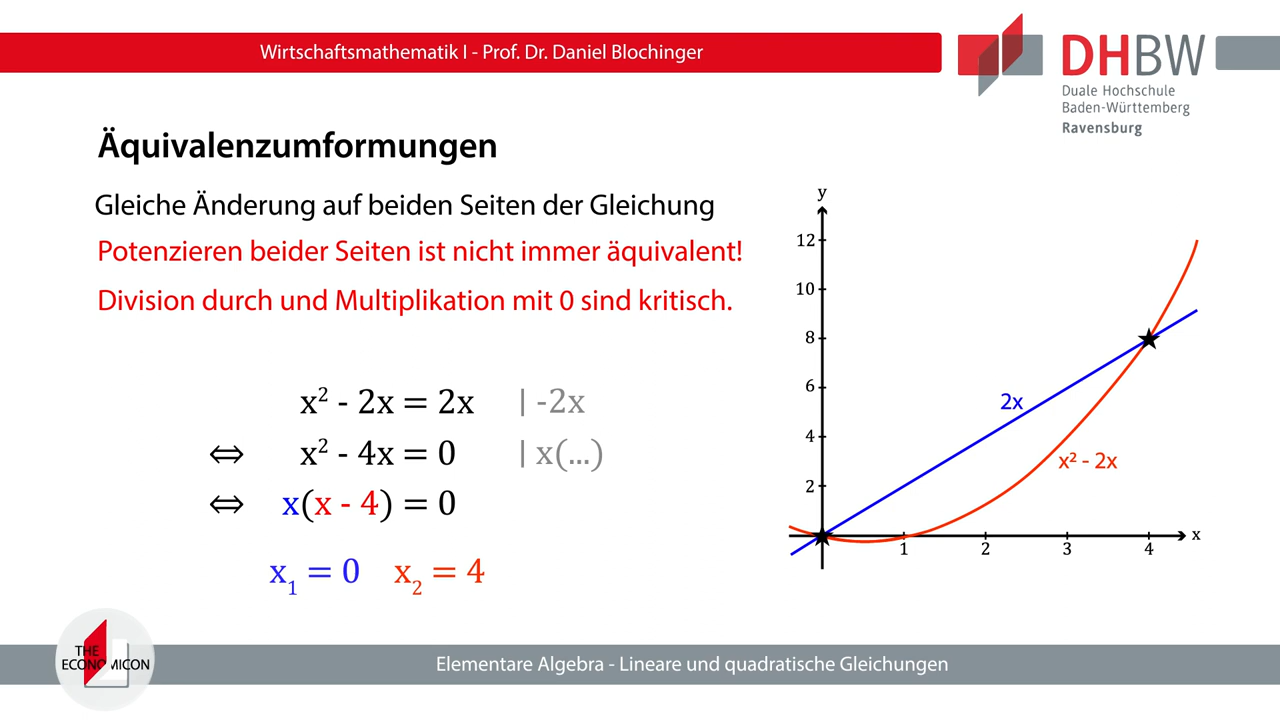 Wirtschaftsmathematik I - Prof. Dr. Daniel Blochinger
DHBW
Duale Hochschule
Baden-Württemberg
Ravensburg
Äquivalenzumformungen
Gleiche Änderung auf beiden Seiten der Gleichung
Potenzieren beider Seiten ist nicht immer äquivalent!
Division durch und Multiplikation mit 0 sind kritisch.
x² - 2x = 2x | -2x
⇔ x² - 4x = 0 | x(...)
⇔ x(x - 4) = 0
x₁ = 0 x₂ = 4
y
12
10
8
6
4
2
2x
x² - 2x
x
1 2 3 4
THE
ECONOMICON
Elementare Algebra - Lineare und quadratische Gleichungen